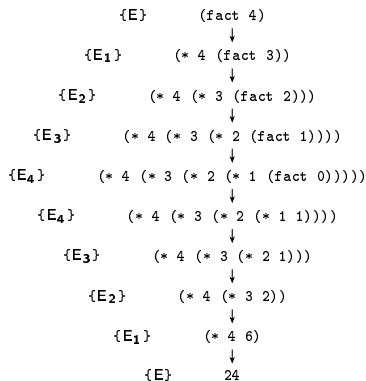 {E} (fact 4)
↓
{E₁} (* 4 (fact 3))
↓
{E₂} (* 4 (* 3 (fact 2)))
↓
{E₃} (* 4 (* 3 (* 2 (fact 1))))
↓
{E₄} (* 4 (* 3 (* 2 (* 1 (fact 0)))))
↓
{E₄} (* 4 (* 3 (* 2 (* 1 1))))
↓
{E₃} (* 4 (* 3 (* 2 1)))
↓
{E₂} (* 4 (* 3 2))
↓
{E₁} (* 4 6)
↓
{E} 24